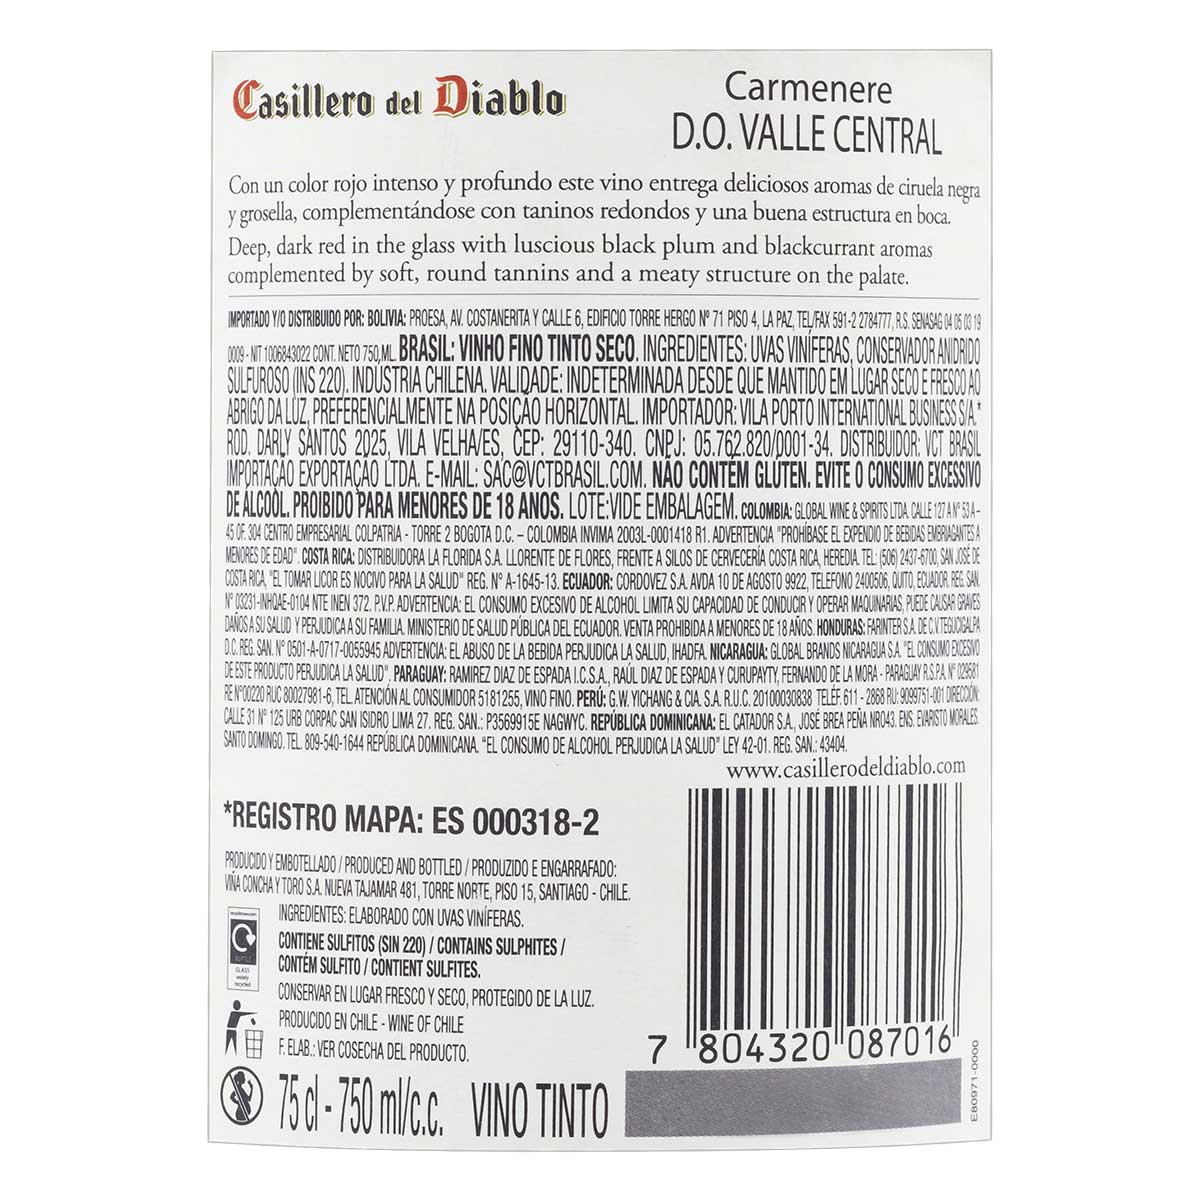 Casillero del Diablo
Carmenere
D.O. VALLE CENTRAL
Con un color rojo intenso y profundo este vino entrega deliciosos aromas de ciruela negra
y grosella, complementándose con taninos redondos y una buena estructura en boca.
Deep, dark red in the glass with luscious black plum and blackcurrant aromas
complemented by soft, round tannins and a meaty structure on the palate.
IMPORTADO Y/O DISTRIBUIDO POR: BOLIVIA: PROESA, AV. COSTANERITA Y CALLE 6, EDIFICIO TORRE HERGO Nº 71 PISO 4, LA PAZ, TEL/FAX 591-2 2784777, R.S. SENASAG 04 05 03 19
0009 - NIT 1006843022 CONT. NETO 750 ML. BRASIL: VINHO FINO TINTO SECO. INGREDIENTES: UVAS VINÍFERAS, CONSERVADOR ANIDRIDO
SULFUROSO (INS 220). INDÚSTRIA CHILENA. VALIDADE: INDETERMINADA DESDE QUE MANTIDO EM LUGAR SECO E FRESCO AO
ABRIGO DA LUZ, PREFERENCIALMENTE NA POSIÇÃO HORIZONTAL. IMPORTADOR: VILA PORTO INTERNATIONAL BUSINESS S/A.*
ROD. DARLY SANTOS 2025, VILA VELHA/ES, CEP: 29110-340. CNPJ: 05.762.820/0001-34. DISTRIBUIDOR: VCT BRASIL
IMPORTAÇÃO EXPORTAÇÃO LTDA. E-MAIL: SAC@VCTBRASIL.COM. NÃO CONTÉM GLÚTEN. EVITE O CONSUMO EXCESSIVO
DE ÁLCOOL. PROIBIDO PARA MENORES DE 18 ANOS. LOTE:VIDE EMBALAGEM. COLOMBIA: GLOBAL WINE & SPIRITS LTDA. CALLE 127 A N° 53 A –
45 OF. 304 CENTRO EMPRESARIAL COLPATRIA - TORRE 2 BOGOTA D.C. – COLOMBIA INVIMA 2003L-0001418 R1. ADVERTENCIA "PROHÍBASE EL EXPENDIO DE BEBIDAS EMBRIAGANTES A
MENORES DE EDAD". COSTA RICA: DISTRIBUIDORA LA FLORIDA S.A. LLORENTE DE FLORES, FRENTE A SILOS DE CERVECERÍA COSTA RICA, HEREDIA. TEL: (506) 2437-6700, SAN JOSÉ DE
COSTA RICA, "EL TOMAR LICOR ES NOCIVO PARA LA SALUD" REG. N° A-1645-13. ECUADOR: CORDOVEZ S.A. AVDA 10 DE AGOSTO 9922, TELEFONO 2400506, QUITO, ECUADOR. REG. SAN.
N° 03231-INHQAE-0104 NTE INEN 372. P.V.P. ADVERTENCIA: EL CONSUMO EXCESIVO DE ALCOHOL LIMITA SU CAPACIDAD DE CONDUCIR Y OPERAR MAQUINARIAS, PUEDE CAUSAR GRAVES
DAÑOS A SU SALUD Y PERJUDICA A SU FAMILIA. MINISTERIO DE SALUD PÚBLICA DEL ECUADOR. VENTA PROHIBIDA A MENORES DE 18 AÑOS. HONDURAS: FARINTER S.A. DE C.V. TEGUCIGALPA
D.C. REG. SAN. N° 0501-A-0717-0055945 ADVERTENCIA: EL ABUSO DE LA BEBIDA PERJUDICA LA SALUD, IHADFA. NICARAGUA: GLOBAL BRANDS NICARAGUA S.A. "EL CONSUMO EXCESIVO
DE ESTE PRODUCTO PERJUDICA LA SALUD". PARAGUAY: RAMIREZ DIAZ DE ESPADA I.C.S.A., RAÚL DIAZ DE ESPADA Y CURUPAYTY, FERNANDO DE LA MORA - PARAGUAY R.S.P.A. N° 029581
RE N°00220 RUC 80027981-6, TEL. ATENCIÓN AL CONSUMIDOR 5181255, VINO FINO. PERÚ: G.W. YICHANG & CIA. S.A. R.U.C. 20100030838 TELÉF. 611 - 2868 RU: 9099751-001 DIRECCIÓN:
CALLE 31 N° 125 URB CORPAC SAN ISIDRO LIMA 27. REG. SAN.: P3569915E NAGWYC. REPÚBLICA DOMINICANA: EL CATADOR S.A., JOSÉ BREA PEÑA NRO43. ENS. EVARISTO MORALES.
SANTO DOMINGO. TEL. 809-540-1644 REPÚBLICA DOMINICANA. "EL CONSUMO DE ALCOHOL PERJUDICA LA SALUD" LEY 42-01. REG. SAN.: 43404.
www.casillerodeldiablo.com
*REGISTRO MAPA: ES 000318-2
PRODUCIDO Y EMBOTELLADO / PRODUCED AND BOTTLED / PRODUZIDO E ENGARRAFADO:
VIÑA CONCHA Y TORO S.A. NUEVA TAJAMAR 481, TORRE NORTE, PISO 15, SANTIAGO - CHILE.
INGREDIENTES: ELABORADO CON UVAS VINÍFERAS.
CONTIENE SULFITOS (SIN 220) / CONTAINS SULPHITES /
CONTÉM SULFITO / CONTIENT SULFITES.
CONSERVAR EN LUGAR FRESCO Y SECO, PROTEGIDO DE LA LUZ.
PRODUCIDO EN CHILE - WINE OF CHILE
F. ELAB.: VER COSECHA DEL PRODUCTO.
BOTTLE
GLASS
widely
recycled
75 cl - 750 ml/c.c. VINO TINTO
7 804320 087016
E80971-0000